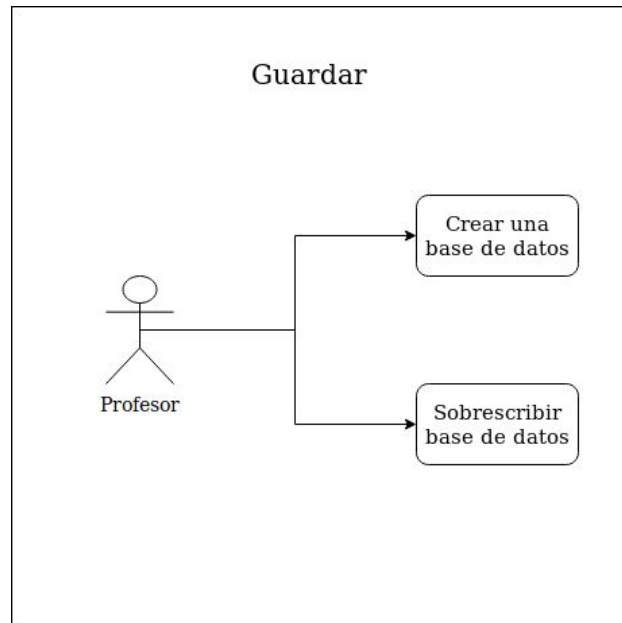 Guardar
Crear una
base de datos
Profesor
Sobrescribir
base de datos